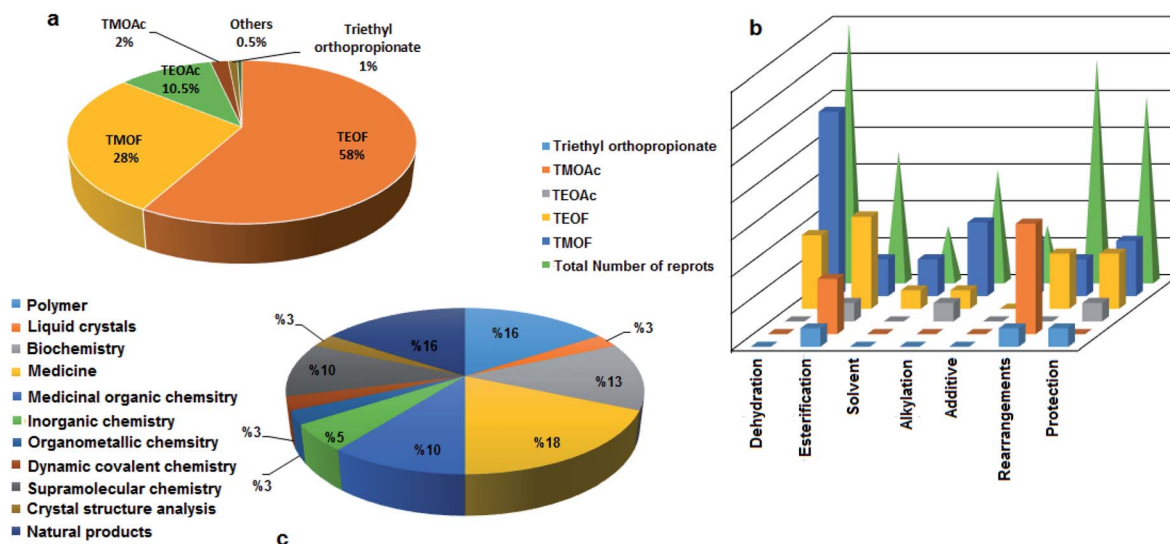 a
TMOAc
2%
Others
0.5%
Triethyl
orthopropionate
1%
TEOAc
10.5%
TMOF
28%
TEOF
58%
b
Triethyl orthopropionate
TMOAc
TEOAc
TEOF
TMOF
Total Number of reprots
Dehydration
Esterification
Solvent
Alkylation
Additive
Rearrangements
Protection
Polymer
Liquid crystals
Biochemistry
Medicine
Medicinal organic chemsitry
Inorganic chemistry
Organometallic chemsitry
Dynamic covalent chemistry
Supramolecular chemistry
Crystal structure analysis
Natural products
%3
%16
%16
%3
%10
%13
%3
%5
%3
%10
%18
c